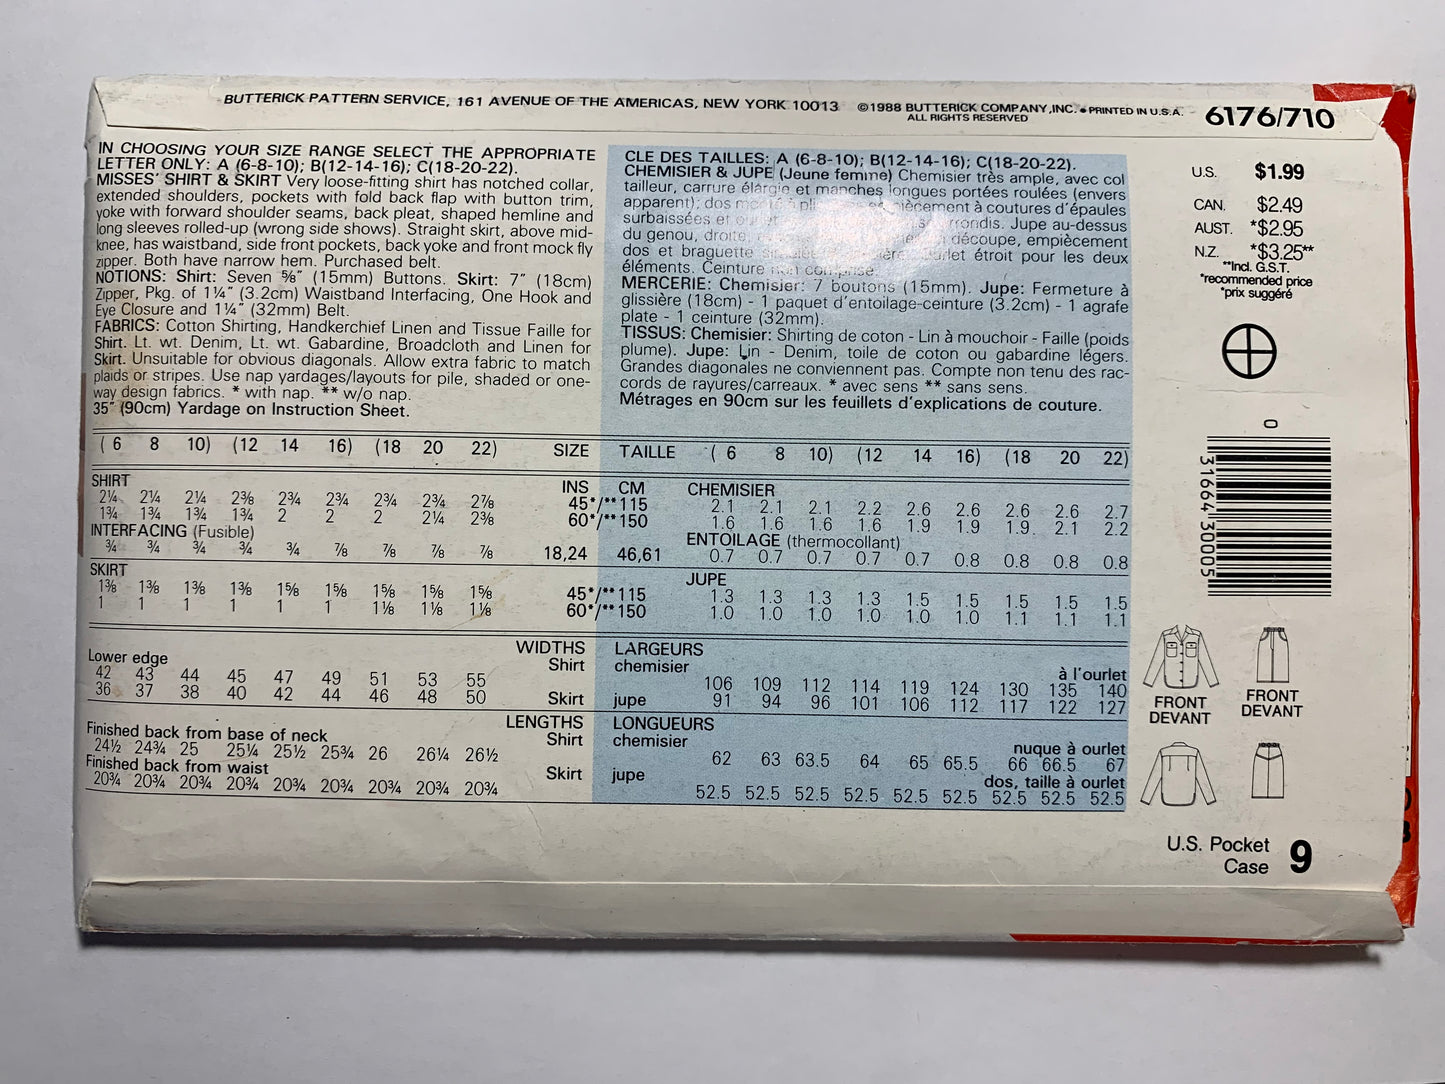 BUTTERICK PATTERN SERVICE, 161 AVENUE OF THE AMERICAS, NEW YORK 10013 ©1988 BUTTERICK COMPANY, INC. • PRINTED IN U.S.A.
ALL RIGHTS RESERVED
6176/710
IN CHOOSING YOUR SIZE RANGE SELECT THE APPROPRIATE
LETTER ONLY: A (6-8-10); B(12-14-16); C(18-20-22).
MISSES' SHIRT & SKIRT Very loose-fitting shirt has notched collar,
extended shoulders, pockets with fold back flap with button trim,
yoke with forward shoulder seams, back pleat, shaped hemline and
long sleeves rolled-up (wrong side shows). Straight skirt, above mid-
knee, has waistband, side front pockets, back yoke and front mock fly
zipper. Both have narrow hem. Purchased belt.
NOTIONS: Shirt: Seven ⅝" (15mm) Buttons. Skirt: 7" (18cm)
Zipper, Pkg. of 1¼" (3.2cm) Waistband Interfacing, One Hook and
Eye Closure and 1¼" (32mm) Belt.
FABRICS: Cotton Shirting, Handkerchief Linen and Tissue Faille for
Shirt. Lt. wt. Denim, Lt. wt. Gabardine, Broadcloth and Linen for
Skirt. Unsuitable for obvious diagonals. Allow extra fabric to match
plaids or stripes. Use nap yardages/layouts for pile, shaded or one-
way design fabrics. * with nap. ** w/o nap.
35" (90cm) Yardage on Instruction Sheet.
CLE DES TAILLES: A (6-8-10); B(12-14-16); C(18-20-22).
CHEMISIER & JUPE (Jeune femme) Chemisier très ample, avec col
tailleur, carrure élargie et manches longues portées roulées (envers
apparent); dos à pli empiècement à coutures d'épaules
surbaissées et arrondis. Jupe au-dessus
du genou, droite, découpe, empiècement
dos et braguette ourlet étroit pour les deux
éléments. Ceinture non comprise.
MERCERIE: Chemisier: 7 boutons (15mm). Jupe: Fermeture à
glissière (18cm) - 1 paquet d'entoilage-ceinture (3.2cm) - 1 agrafe
plate - 1 ceinture (32mm).
TISSUS: Chemisier: Shirting de coton - Lin à mouchoir - Faille (poids
plume). Jupe: Lin - Denim, toile de coton ou gabardine légers.
Grandes diagonales ne conviennent pas. Compte non tenu des rac-
cords de rayures/carreaux. * avec sens ** sans sens.
Métrages en 90cm sur les feuillets d'explications de couture.
U.S. $1.99
CAN. $2.49
AUST. *$2.95
N.Z. *$3.25**
**Incl. G.S.T.
*recommended price
*prix suggéré
(6 8 10) (12 14 16) (18 20 22) SIZE TAILLE (6 8 10) (12 14 16) (18 20 22)
SHIRT INS CM CHEMISIER
2¼ 2¼ 2¼ 2⅜ 2¾ 2¾ 2¾ 2¾ 2⅞ 45*/**115 2.1 2.1 2.1 2.2 2.6 2.6 2.6 2.6 2.7
1¾ 1¾ 1¾ 1¾ 2 2 2 2¼ 2⅜ 60*/**150 1.6 1.6 1.6 1.6 1.9 1.9 1.9 2.1 2.2
INTERFACING (Fusible) ENTOILAGE (thermocollant)
¾ ¾ ¾ ¾ ¾ ⅞ ⅞ ⅞ ⅞ 18,24 46,61 0.7 0.7 0.7 0.7 0.7 0.8 0.8 0.8 0.8
SKIRT JUPE
1⅜ 1⅜ 1⅜ 1⅜ 1⅝ 1⅝ 1⅝ 1⅝ 1⅝ 45*/**115 1.3 1.3 1.3 1.3 1.5 1.5 1.5 1.5 1.5
1 1 1 1 1 1 1⅛ 1⅛ 1⅛ 60*/**150 1.0 1.0 1.0 1.0 1.0 1.0 1.1 1.1 1.1
WIDTHS LARGEURS
Lower edge Shirt chemisier à l'ourlet
42 43 44 45 47 49 51 53 55 106 109 112 114 119 124 130 135 140
36 37 38 40 42 44 46 48 50 Skirt jupe 91 94 96 101 106 112 117 122 127
LENGTHS LONGUEURS
Finished back from base of neck Shirt chemisier nuque à ourlet
24½ 24¾ 25 25¼ 25½ 25¾ 26 26¼ 26½ 62 63 63.5 64 65 65.5 66 66.5 67
Finished back from waist Skirt jupe dos, taille à ourlet
20¾ 20¾ 20¾ 20¾ 20¾ 20¾ 20¾ 20¾ 20¾ 52.5 52.5 52.5 52.5 52.5 52.5 52.5 52.5 52.5
0
31664 30005
FRONT
DEVANT
FRONT
DEVANT
U.S. Pocket
Case 9